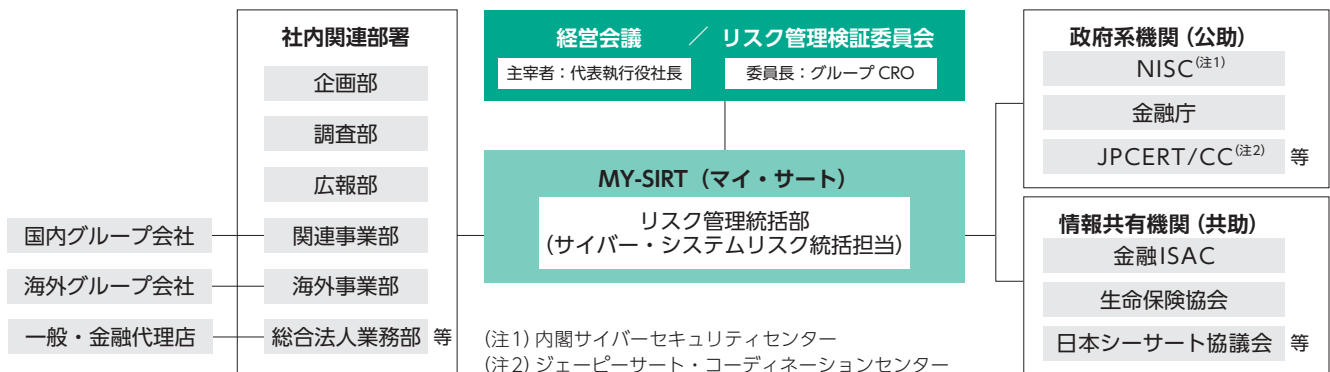 国内グループ会社
海外グループ会社
一般・金融代理店
社内関連部署
企画部
調査部
広報部
関連事業部
海外事業部
総合法人業務部 等
経営会議 / リスク管理検証委員会
主宰者:代表執行役社長 委員長:グループCRO
MY-SIRT(マイ・サート)
リスク管理統括部
(サイバー・システムリスク統括担当)
(注1)内閣サイバーセキュリティセンター
(注2)ジェーピーサート・コーディネーションセンター
政府系機関(公助)
NISC(注1)
金融庁
JPCERT/CC(注2) 等
情報共有機関(共助)
金融ISAC
生命保険協会
日本シーサート協議会 等